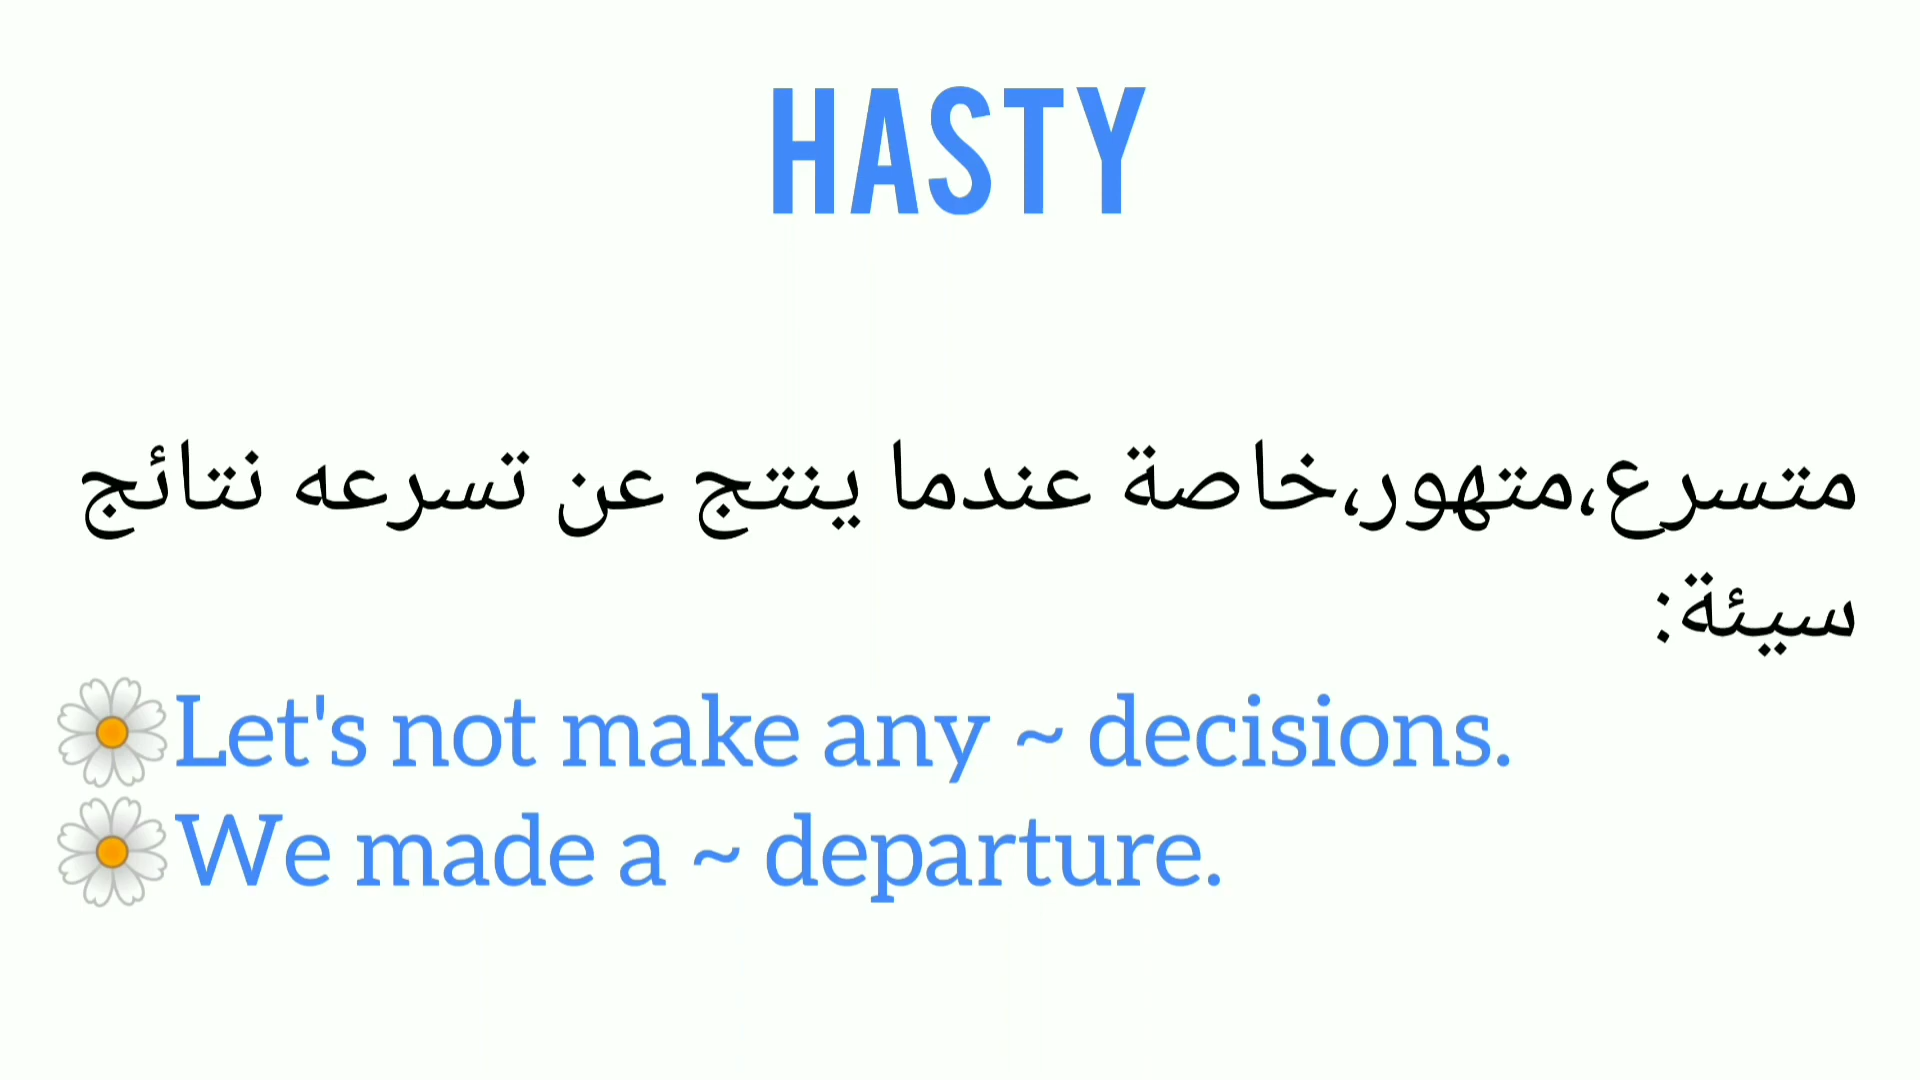 HASTY
متسرع،متهور،خاصة عندما ينتج عن تسرعه نتائج
سيئة:
🌼Let's not make any ~ decisions.
🌼We made a ~ departure.